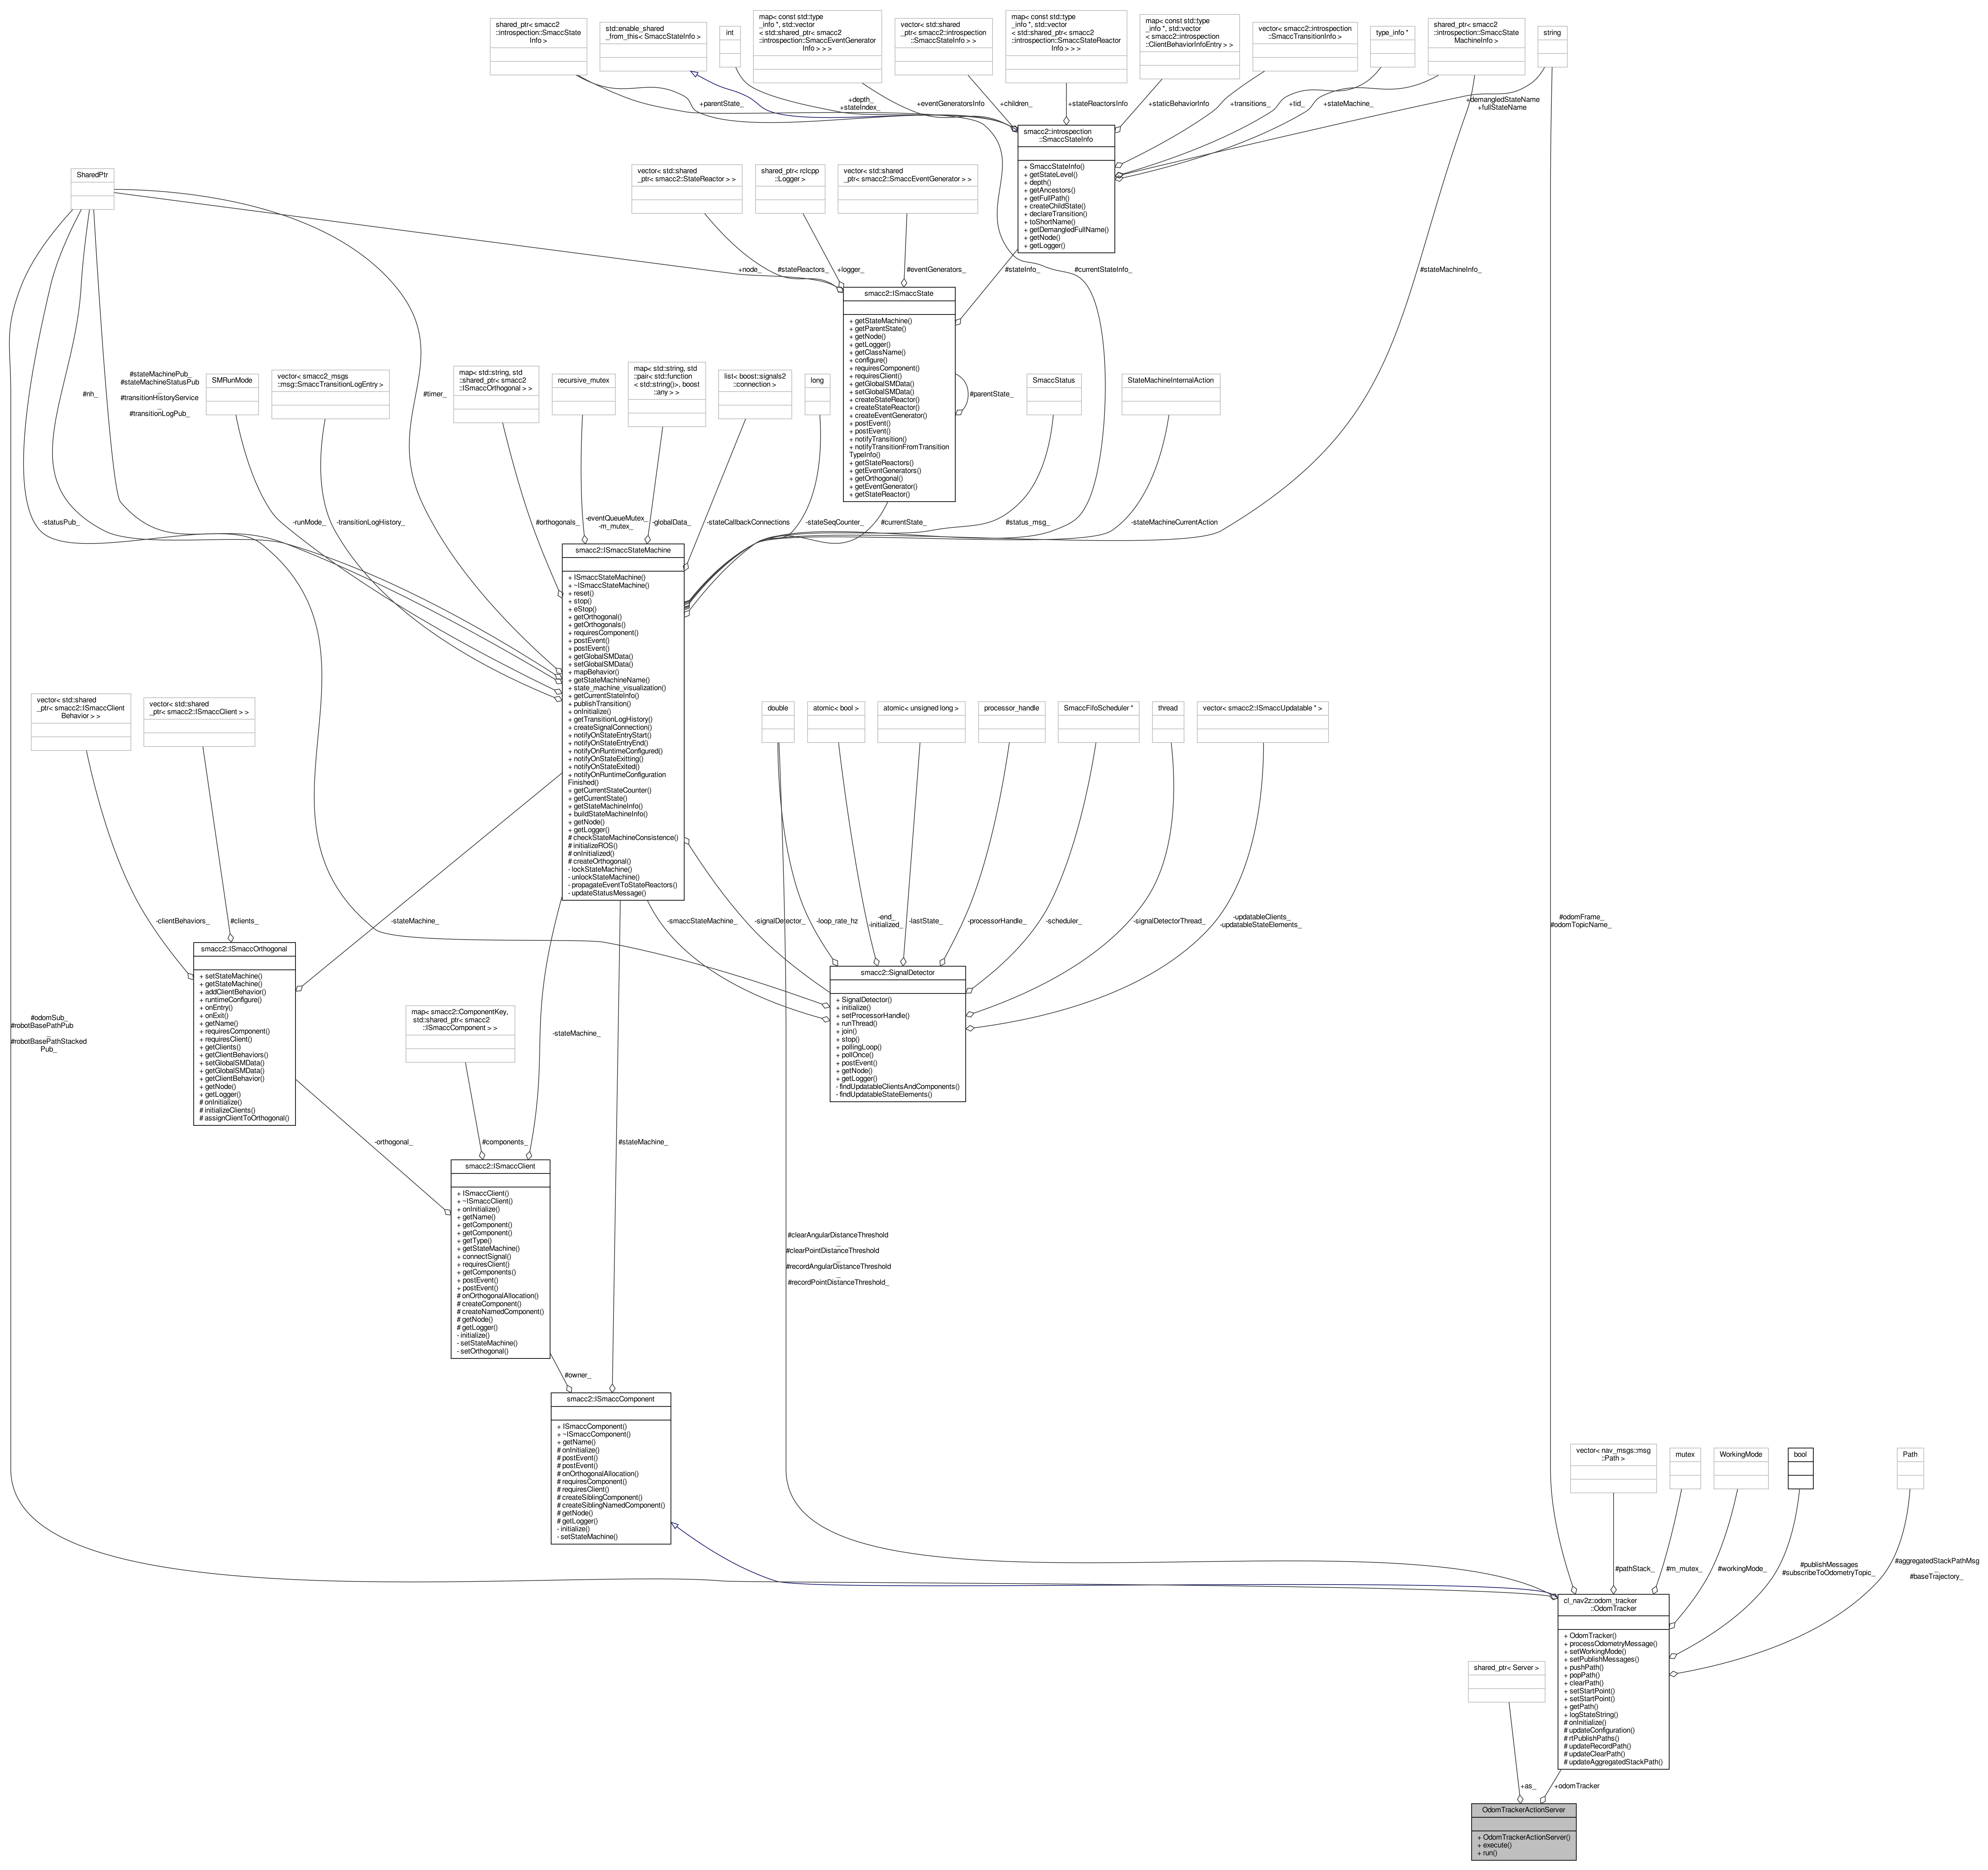 shared_ptr< smacc2
::introspection::SmaccState
Info >
std::enable_shared
_from_this< SmaccStateInfo >
int
map< const std::type
_info *, std::vector
< std::shared_ptr< smacc2
::introspection::SmaccEventGenerator
Info > > >
vector< std::shared
_ptr< smacc2::introspection
::SmaccStateInfo > >
map< const std::type
_info *, std::vector
< std::shared_ptr< smacc2
::introspection::SmaccStateReactor
Info > > >
map< const std::type
_info *, std::vector
< smacc2::introspection
::ClientBehaviorInfoEntry > >
vector< smacc2::introspection
::SmaccTransitionInfo >
type_info *
shared_ptr< smacc2
::introspection::SmaccState
MachineInfo >
string
+parentState_
+depth_
+stateIndex_
+eventGeneratorsInfo
+children_
+stateReactorsInfo
+staticBehaviorInfo
+transitions_
+tid_
+stateMachine_
+demangledStateName
+fullStateName
smacc2::introspection
::SmaccStateInfo
+ SmaccStateInfo()
+ getStateLevel()
+ depth()
+ getAncestors()
+ getFullPath()
+ createChildState()
+ declareTransition()
+ toShortName()
+ getDemangledFullName()
+ getNode()
+ getLogger()
SharedPtr
vector< std::shared
_ptr< smacc2::StateReactor > >
shared_ptr< rclcpp
::Logger >
vector< std::shared
_ptr< smacc2::SmaccEventGenerator > >
+node_
#stateReactors_
+logger_
#eventGenerators_
#stateInfo_
#currentStateInfo_
#stateMachineInfo_
smacc2::ISmaccState
+ getStateMachine()
+ getParentState()
+ getNode()
+ getLogger()
+ getClassName()
+ configure()
+ requiresComponent()
+ requiresClient()
+ getGlobalSMData()
+ setGlobalSMData()
+ createStateReactor()
+ createStateReactor()
+ createEventGenerator()
+ postEvent()
+ postEvent()
+ notifyTransition()
+ notifyTransitionFromTransition
TypeInfo()
+ getStateReactors()
+ getEventGenerators()
+ getOrthogonal()
+ getEventGenerator()
+ getStateReactor()
#parentState_
#nh_
#stateMachinePub_
#stateMachineStatusPub
_
#transitionHistoryService
_
#transitionLogPub_
SMRunMode
vector< smacc2_msgs
::msg::SmaccTransitionLogEntry >
#timer_
map< std::string, std
::shared_ptr< smacc2
::ISmaccOrthogonal > >
recursive_mutex
map< std::string, std
::pair< std::function
< std::string()>, boost
::any > >
list< boost::signals2
::connection >
long
SmaccStatus
StateMachineInternalAction
-statusPub_
-runMode_
-transitionLogHistory_
#orthogonals_
-eventQueueMutex_
-m_mutex_
-globalData_
-stateCallbackConnections
-stateSeqCounter_
#currentState_
#status_msg_
-stateMachineCurrentAction
smacc2::ISmaccStateMachine
+ ISmaccStateMachine()
+ ~ISmaccStateMachine()
+ reset()
+ stop()
+ eStop()
+ getOrthogonal()
+ getOrthogonals()
+ requiresComponent()
+ postEvent()
+ postEvent()
+ getGlobalSMData()
+ setGlobalSMData()
+ mapBehavior()
+ getStateMachineName()
+ state_machine_visualization()
+ getCurrentStateInfo()
+ publishTransition()
+ onInitialize()
+ getTransitionLogHistory()
+ createSignalConnection()
+ notifyOnStateEntryStart()
+ notifyOnStateEntryEnd()
+ notifyOnRuntimeConfigured()
+ notifyOnStateExitting()
+ notifyOnStateExited()
+ notifyOnRuntimeConfiguration
Finished()
+ getCurrentStateCounter()
+ getCurrentState()
+ getStateMachineInfo()
+ buildStateMachineInfo()
+ getNode()
+ getLogger()
# checkStateMachineConsistence()
# initializeROS()
# onInitialized()
# createOrthogonal()
- lockStateMachine()
- unlockStateMachine()
- propagateEventToStateReactors()
- updateStatusMessage()
vector< std::shared
_ptr< smacc2::ISmaccClient
Behavior > >
vector< std::shared
_ptr< smacc2::ISmaccClient > >
double
atomic< bool >
atomic< unsigned long >
processor_handle
SmaccFifoScheduler *
thread
vector< smacc2::ISmaccUpdatable * >
-clientBehaviors_
#clients_
-stateMachine_
-smaccStateMachine_
-signalDetector_
-loop_rate_hz
-end_
-initialized_
-lastState_
-processorHandle_
-scheduler_
-signalDetectorThread_
-updatableClients_
-updatableStateElements_
#odomFrame_
#odomTopicName_
smacc2::ISmaccOrthogonal
+ setStateMachine()
+ getStateMachine()
+ addClientBehavior()
+ runtimeConfigure()
+ onEntry()
+ onExit()
+ getName()
+ requiresComponent()
+ requiresClient()
+ getClients()
+ getClientBehaviors()
+ setGlobalSMData()
+ getGlobalSMData()
+ getClientBehavior()
+ getNode()
+ getLogger()
# onInitialize()
# initializeClients()
# assignClientToOrthogonal()
smacc2::SignalDetector
+ SignalDetector()
+ initialize()
+ setProcessorHandle()
+ runThread()
+ join()
+ stop()
+ pollingLoop()
+ pollOnce()
+ postEvent()
+ getNode()
+ getLogger()
- findUpdatableClientsAndComponents()
- findUpdatableStateElements()
#odomSub_
#robotBasePathPub
_
#robotBasePathStacked
Pub_
map< smacc2::ComponentKey,
std::shared_ptr< smacc2
::ISmaccComponent > >
-stateMachine_
-orthogonal_
#components_
#stateMachine_
smacc2::ISmaccClient
+ ISmaccClient()
+ ~ISmaccClient()
+ onInitialize()
+ getName()
+ getComponent()
+ getComponent()
+ getType()
+ getStateMachine()
+ connectSignal()
+ requiresClient()
+ getComponents()
+ postEvent()
+ postEvent()
# onOrthogonalAllocation()
# createComponent()
# createNamedComponent()
# getNode()
# getLogger()
- initialize()
- setStateMachine()
- setOrthogonal()
#clearAngularDistanceThreshold
_
#clearPointDistanceThreshold
_
#recordAngularDistanceThreshold
_
#recordPointDistanceThreshold_
#owner_
smacc2::ISmaccComponent
+ ISmaccComponent()
+ ~ISmaccComponent()
+ getName()
# onInitialize()
# postEvent()
# postEvent()
# onOrthogonalAllocation()
# requiresComponent()
# requiresClient()
# createSiblingComponent()
# createSiblingNamedComponent()
# getNode()
# getLogger()
- initialize()
- setStateMachine()
vector< nav_msgs::msg
::Path >
mutex
WorkingMode
bool
Path
#pathStack_
#m_mutex_
#workingMode_
#publishMessages
#subscribeToOdometryTopic_
#aggregatedStackPathMsg
_
#baseTrajectory_
cl_nav2z::odom_tracker
::OdomTracker
+ OdomTracker()
+ processOdometryMessage()
+ setWorkingMode()
+ setPublishMessages()
+ pushPath()
+ popPath()
+ clearPath()
+ setStartPoint()
+ setStartPoint()
+ getPath()
+ logStateString()
# onInitialize()
# updateConfiguration()
# rtPublishPaths()
# updateRecordPath()
# updateClearPath()
# updateAggregatedStackPath()
shared_ptr< Server >
+as_
+odomTracker
OdomTrackerActionServer
+ OdomTrackerActionServer()
+ execute()
+ run()